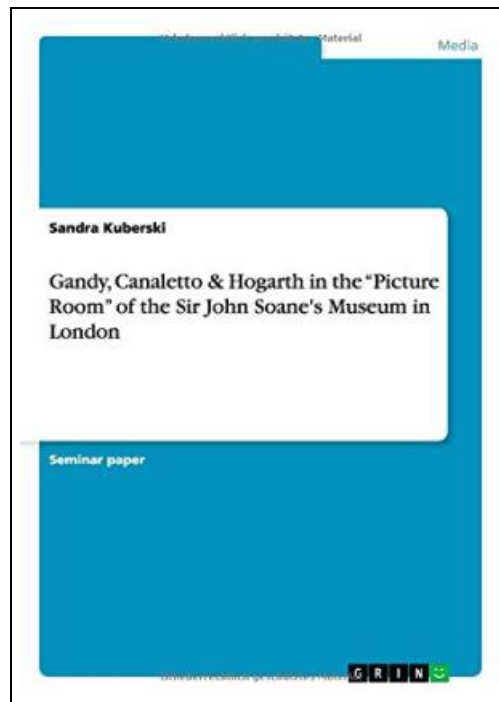 Material
Media
Sandra Kuberski
Gandy, Canaletto & Hogarth in the “Picture
Room” of the Sir John Soane's Museum in
London
Seminar paper
GRIN